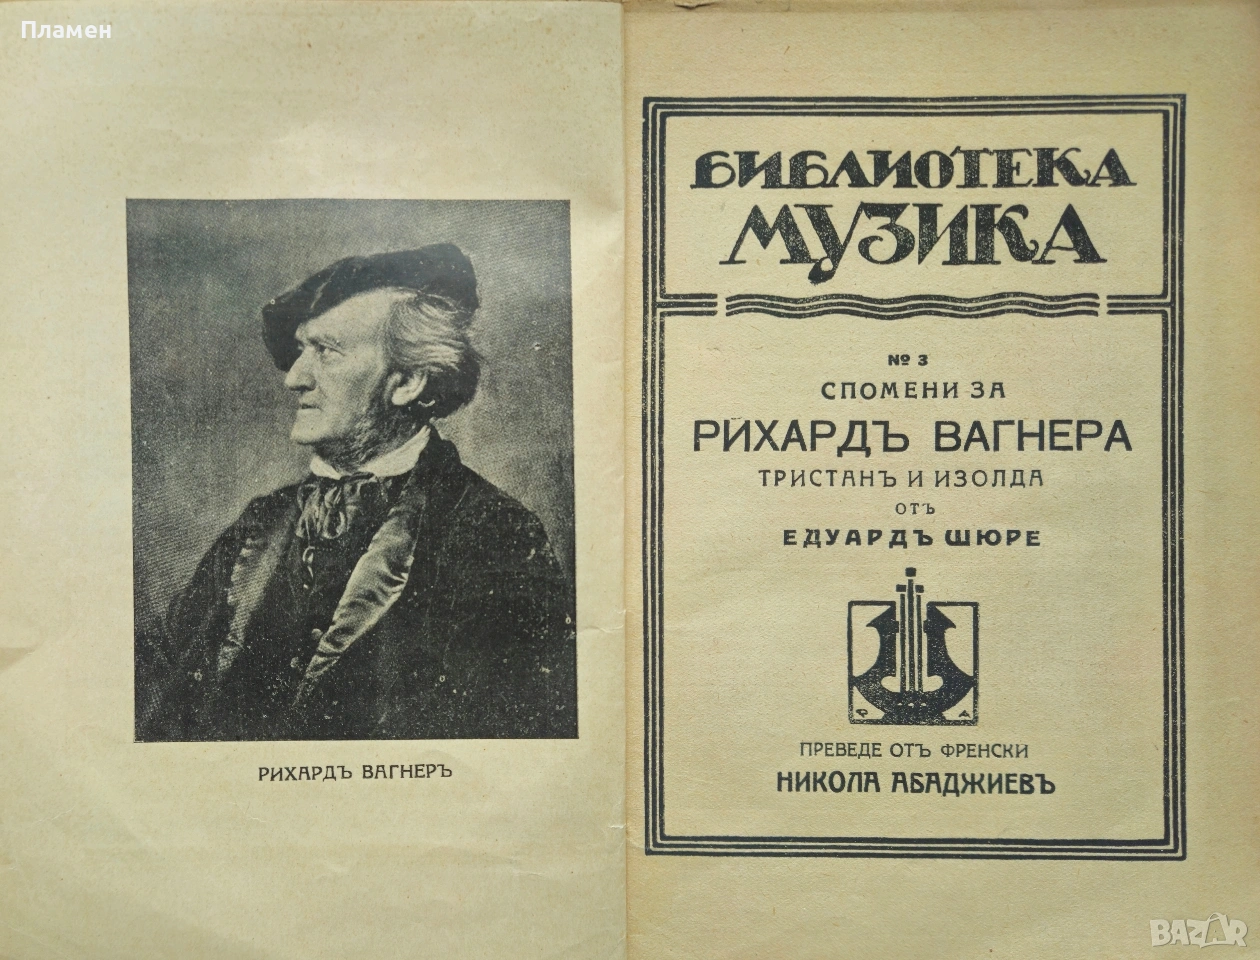 Пламен
РИХАРДЪ ВАГНЕРЪ
БИБЛИОТЕКА
МУЗИКА
№ 3
СПОМЕНИ ЗА
РИХАРДЪ ВАГНЕРА
ТРИСТАНЪ И ИЗОЛДА
ОТЪ
ЕДУАРДЪ ШЮРЕ
Р Д
ПРЕВЕДЕ ОТЪ ФРЕНСКИ
НИКОЛА АБАДЖИЕВЪ
BAZAR